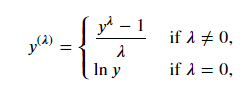 y^(λ) = { (y^λ − 1) / λ if λ ≠ 0,
ln y if λ = 0,